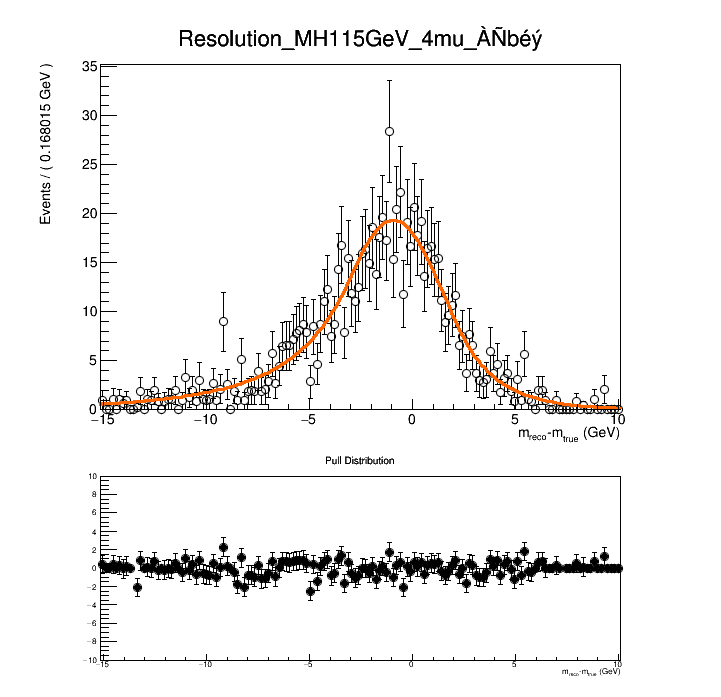 Resolution_MH115GeV_4mu_ÀÑbéý
Events / ( 0.168015 GeV )
35
30
25
20
15
10
5
0
−15 −10 −5 0 5 10
m_reco-m_true (GeV)
Pull Distribution
10
8
6
4
2
0
−2
−4
−6
−8
−10
−15 −10 −5 0 5 10
m_reco-m_true (GeV)